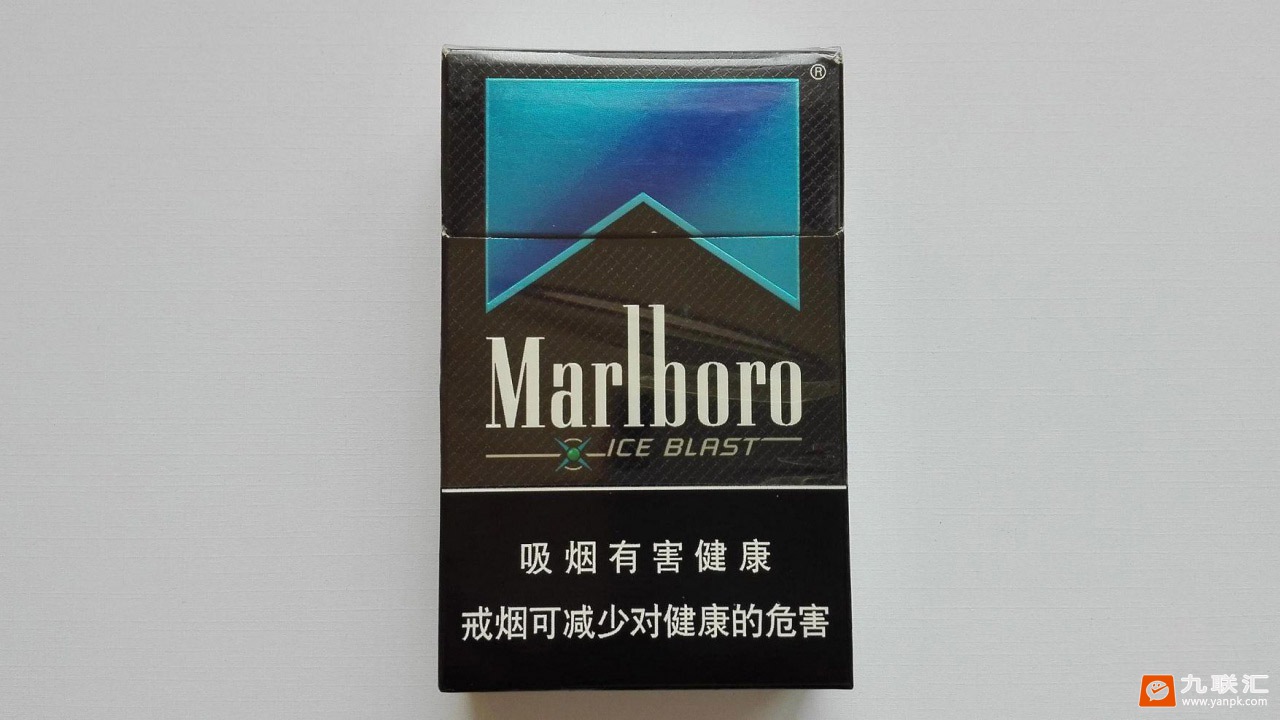 ®
Marlboro
ICE BLAST
吸烟有害健康
戒烟可减少对健康的危害
九联汇
www.yanpk.com